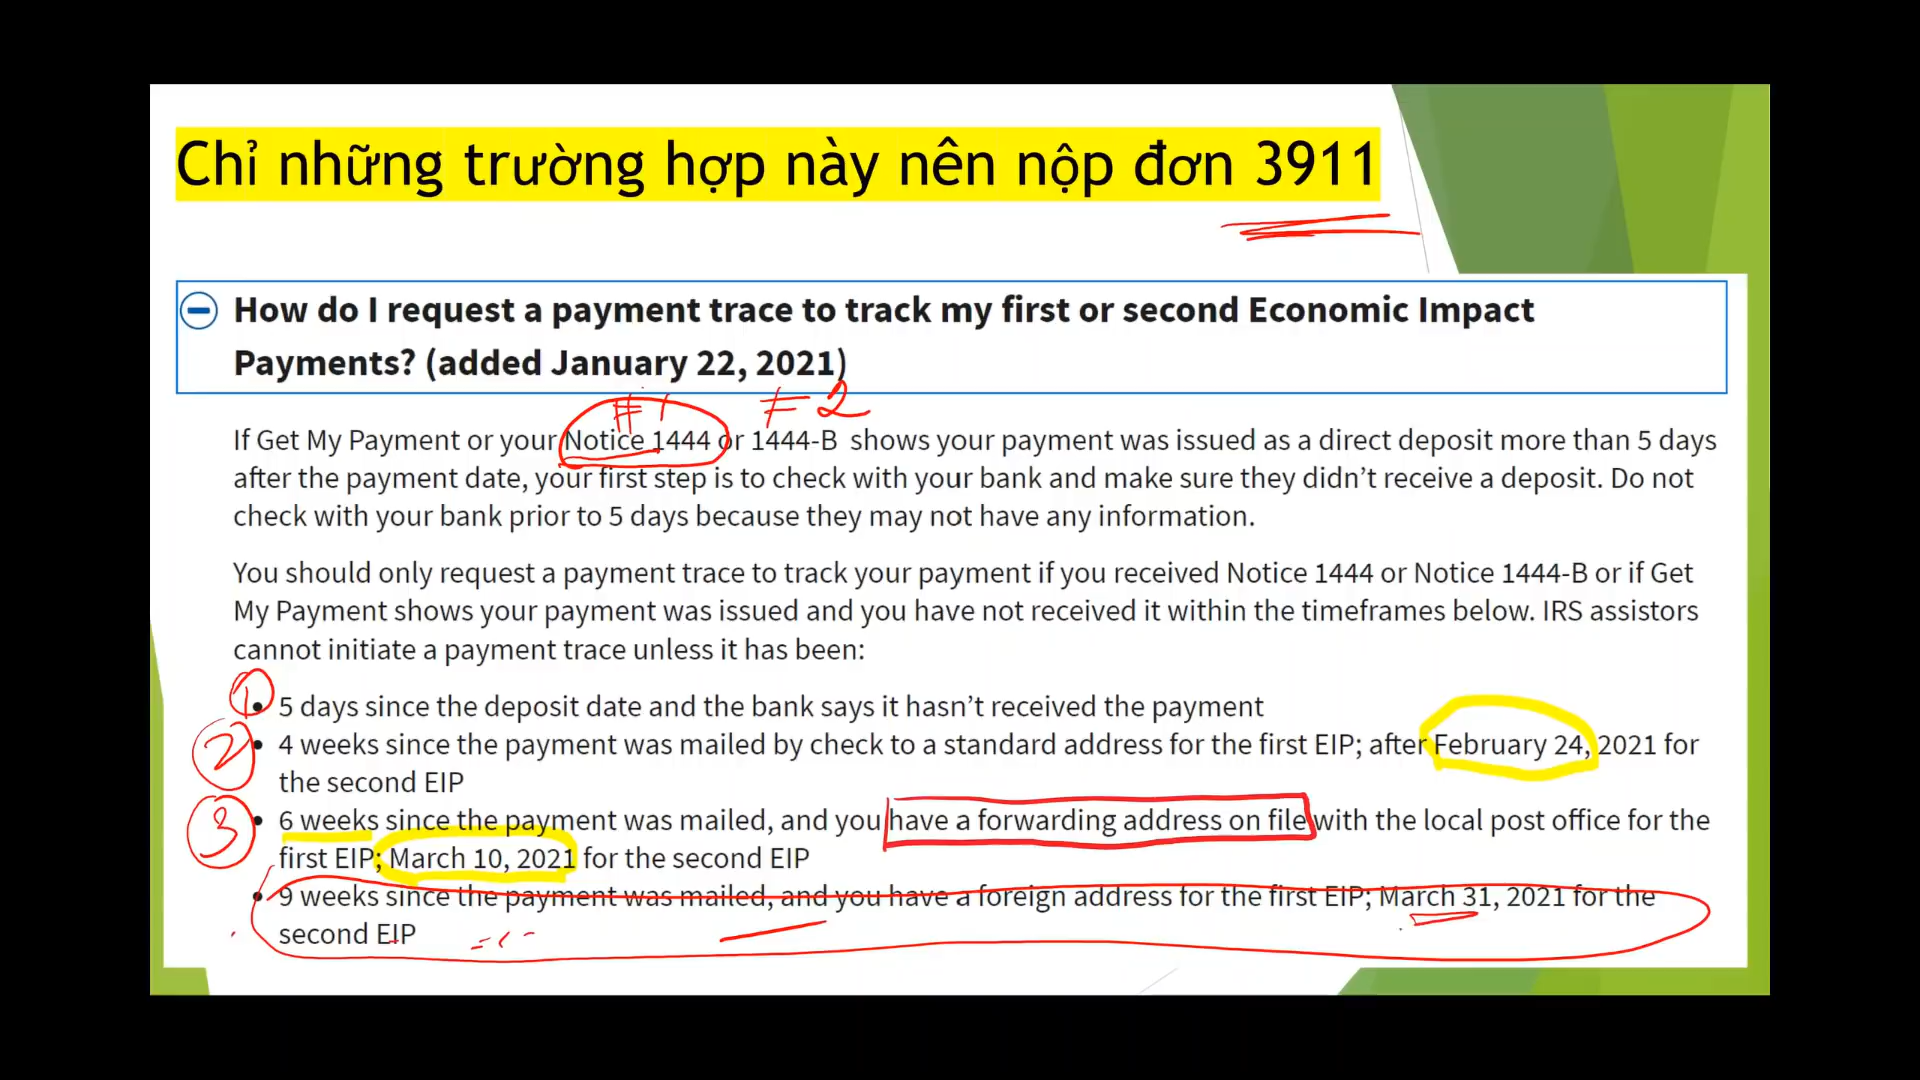 Chỉ những trường hợp này nên nộp đơn 3911
How do I request a payment trace to track my first or second Economic Impact
Payments? (added January 22, 2021)
#1 #2
If Get My Payment or your Notice 1444 or 1444-B shows your payment was issued as a direct deposit more than 5 days
after the payment date, your first step is to check with your bank and make sure they didn’t receive a deposit. Do not
check with your bank prior to 5 days because they may not have any information.
You should only request a payment trace to track your payment if you received Notice 1444 or Notice 1444-B or if Get
My Payment shows your payment was issued and you have not received it within the timeframes below. IRS assistors
cannot initiate a payment trace unless it has been:
1 • 5 days since the deposit date and the bank says it hasn’t received the payment
2 • 4 weeks since the payment was mailed by check to a standard address for the first EIP; after February 24, 2021 for
the second EIP
3 • 6 weeks since the payment was mailed, and you have a forwarding address on file with the local post office for the
first EIP; March 10, 2021 for the second EIP
• 9 weeks since the payment was mailed, and you have a foreign address for the first EIP; March 31, 2021 for the
second EIP